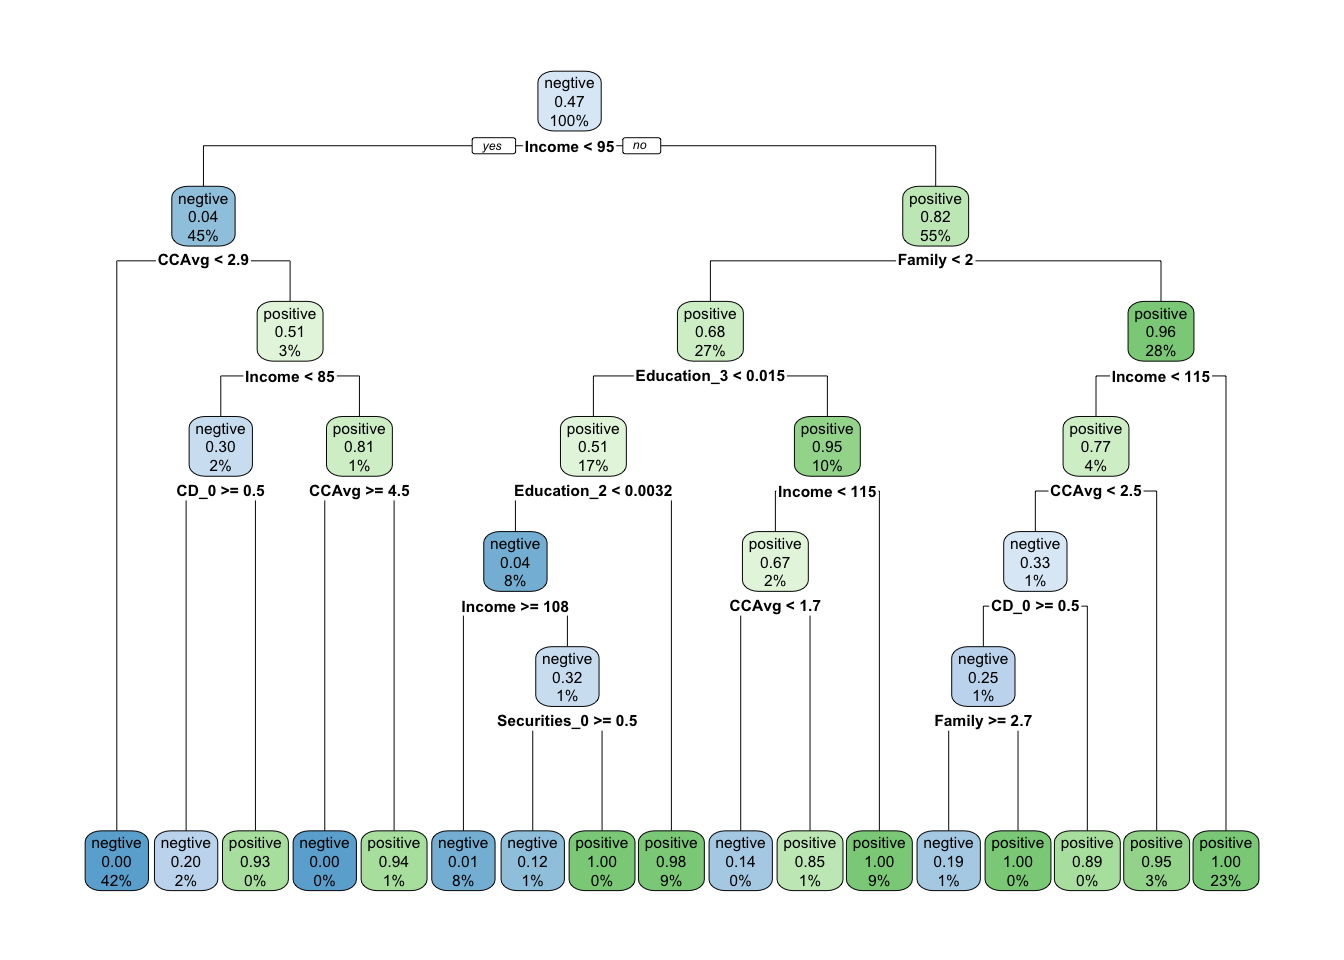 negtive
0.47
100%
yes Income < 95 no
negtive
0.04
45%
positive
0.82
55%
CCAvg < 2.9
Family < 2
positive
0.51
3%
positive
0.68
27%
positive
0.96
28%
Income < 85
Education_3 < 0.015
Income < 115
negtive
0.30
2%
positive
0.81
1%
positive
0.51
17%
positive
0.95
10%
positive
0.77
4%
CD_0 >= 0.5
CCAvg >= 4.5
Education_2 < 0.0032
Income < 115
CCAvg < 2.5
negtive
0.04
8%
positive
0.67
2%
negtive
0.33
1%
Income >= 108
CCAvg < 1.7
CD_0 >= 0.5
negtive
0.32
1%
negtive
0.25
1%
Securities_0 >= 0.5
Family >= 2.7
negtive
0.00
42%
negtive
0.20
2%
positive
0.93
0%
negtive
0.00
0%
positive
0.94
1%
negtive
0.01
8%
negtive
0.12
1%
positive
1.00
0%
positive
0.98
9%
negtive
0.14
0%
positive
0.85
1%
positive
1.00
9%
negtive
0.19
1%
positive
1.00
0%
positive
0.89
0%
positive
0.95
3%
positive
1.00
23%